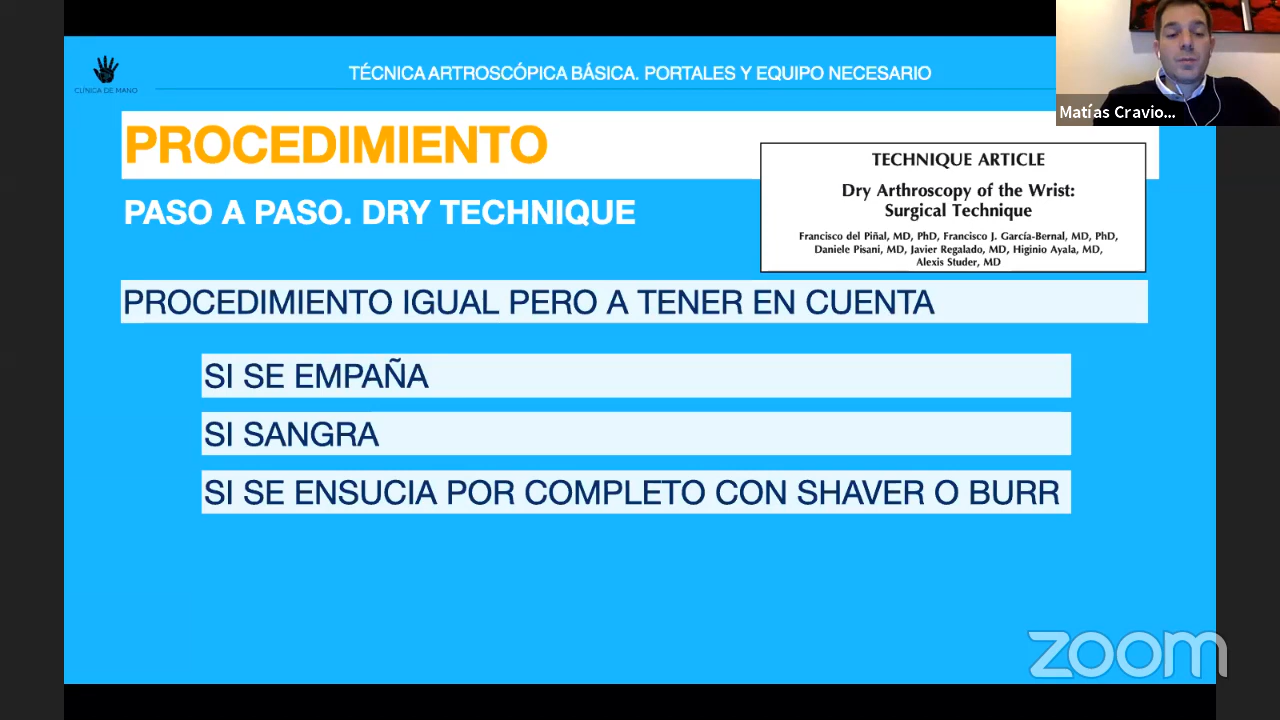 CLÍNICA DE MANO
TÉCNICA ARTROSCÓPICA BÁSICA. PORTALES Y EQUIPO NECESARIO
Matías Cravio...
PROCEDIMIENTO
PASO A PASO. DRY TECHNIQUE
TECHNIQUE ARTICLE
Dry Arthroscopy of the Wrist:
Surgical Technique
Francisco del Piñal, MD, PhD, Francisco J. García-Bernal, MD, PhD,
Daniele Pisani, MD, Javier Regalado, MD, Higinio Ayala, MD,
Alexis Studer, MD
PROCEDIMIENTO IGUAL PERO A TENER EN CUENTA
SI SE EMPAÑA
SI SANGRA
SI SE ENSUCIA POR COMPLETO CON SHAVER O BURR
zoom